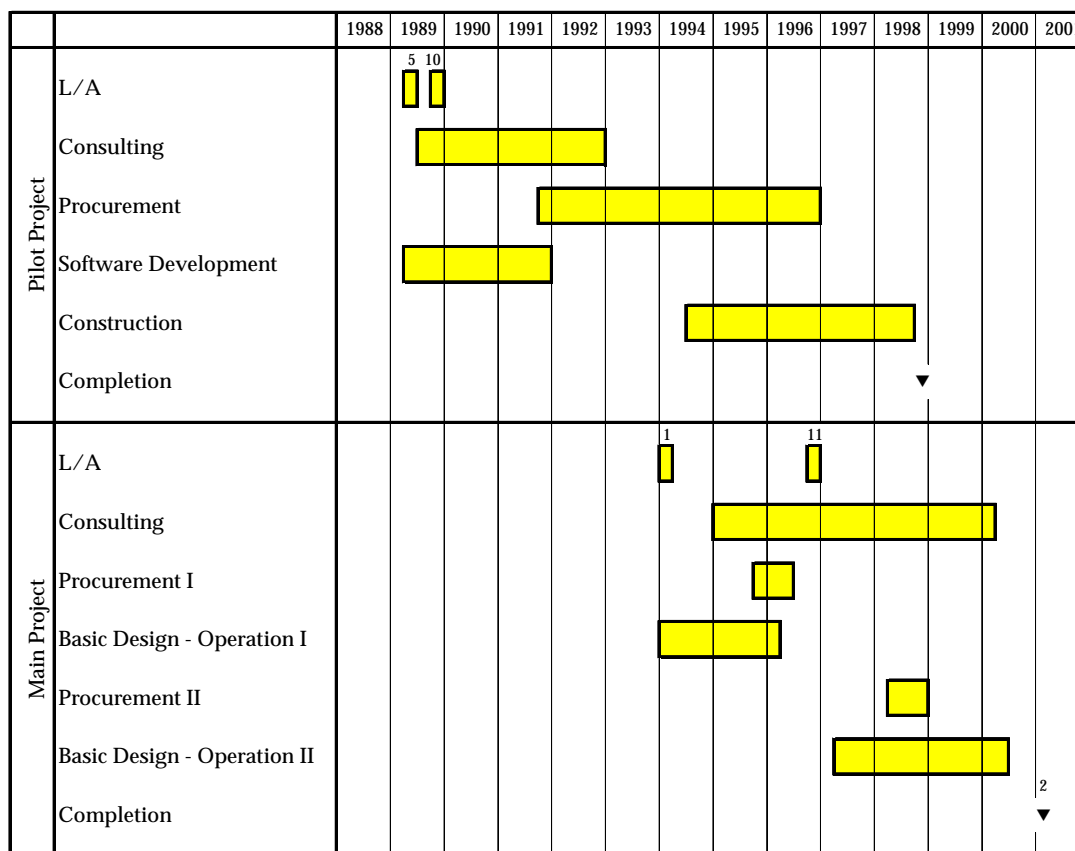 1988 1989 1990 1991 1992 1993 1994 1995 1996 1997 1998 1999 2000 200
Pilot Project
5 10
L/A
Consulting
Procurement
Software Development
Construction
Completion
Main Project
1 11
L/A
Consulting
Procurement I
Basic Design - Operation I
Procurement II
Basic Design - Operation II
2
Completion